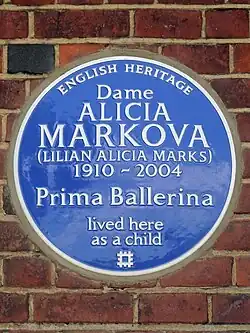 ENGLISH HERITAGE
Dame
ALICIA
MARKOVA
(LILIAN ALICIA MARKS)
1910 ~ 2004
Prima Ballerina
lived here
as a child